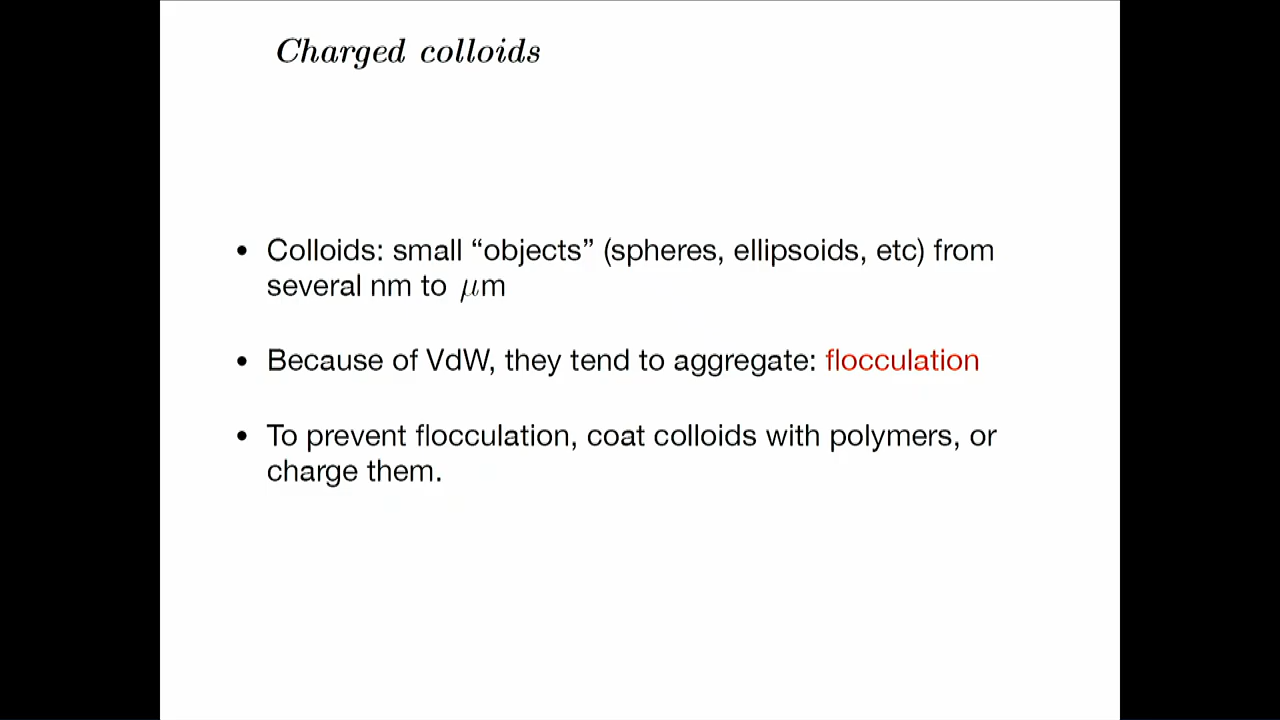 Charged colloids
• Colloids: small “objects” (spheres, ellipsoids, etc) from
several nm to μm
• Because of VdW, they tend to aggregate: flocculation
• To prevent flocculation, coat colloids with polymers, or
charge them.